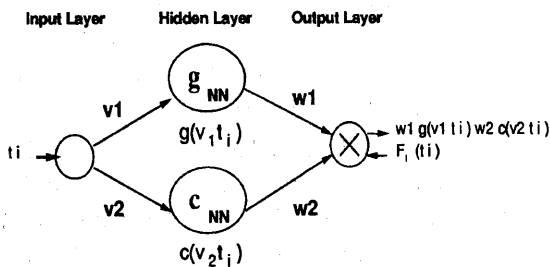 Input Layer Hidden Layer Output Layer
g NN
v1 w1
g(v1ti)
ti
w1 g(v1 ti) w2 c(v2 ti)
F1 (ti)
v2 w2
c NN
c(v2ti)